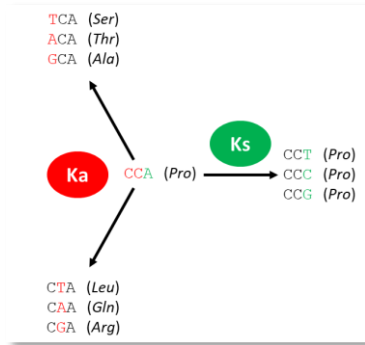 TCA (Ser)
ACA (Thr)
GCA (Ala)
Ks
Ka
CCA (Pro)
CCT (Pro)
CCC (Pro)
CCG (Pro)
CTA (Leu)
CAA (Gln)
CGA (Arg)